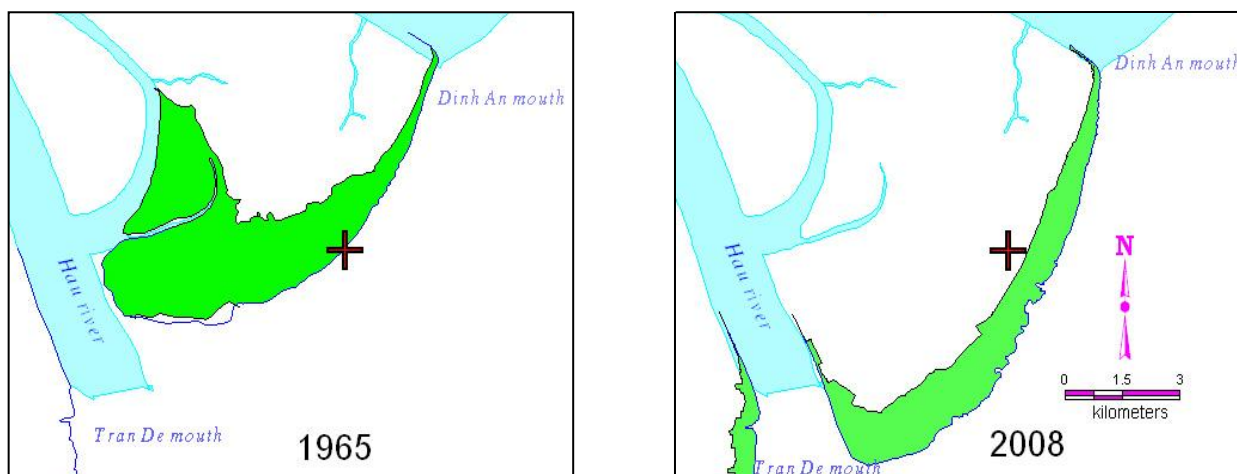 Dinh An mouth
Hau river
Tran De mouth
1965
Dinh An mouth
Hau river
N
0 1.5 3
kilometers
2008
Tran De mouth